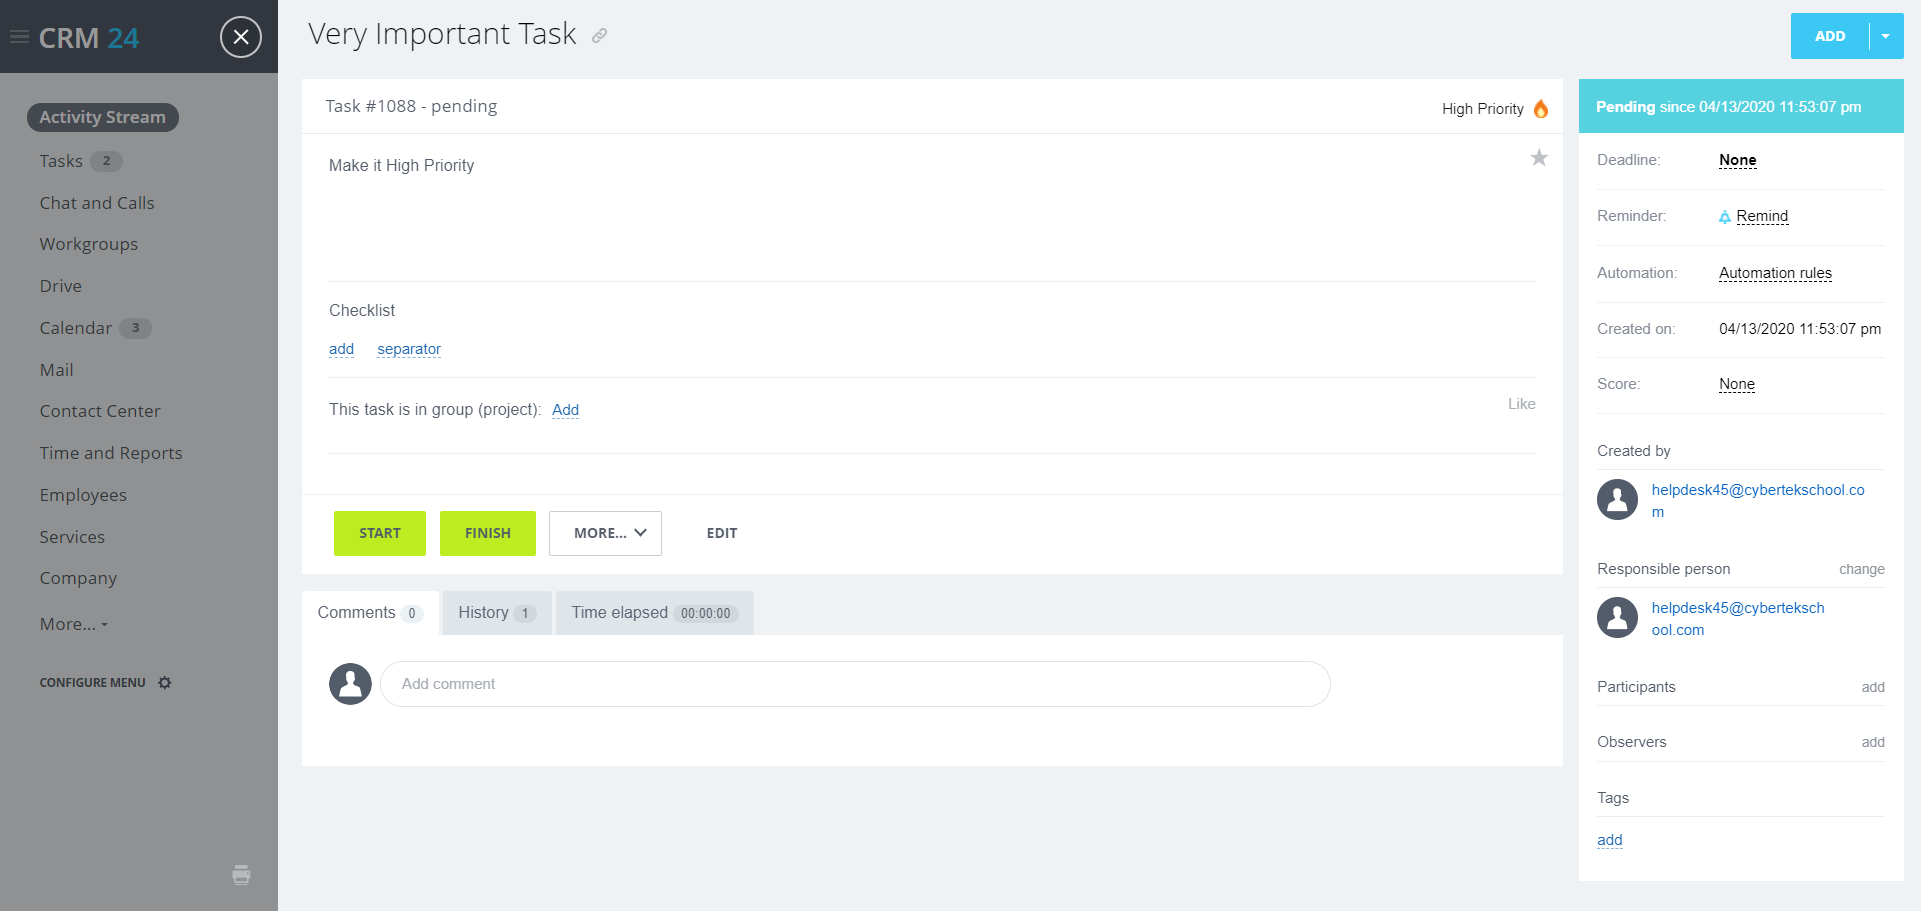 CRM 24
Activity Stream
Tasks 2
Chat and Calls
Workgroups
Drive
Calendar 3
Mail
Contact Center
Time and Reports
Employees
Services
Company
More...
CONFIGURE MENU
Very Important Task
ADD
Task #1088 - pending
High Priority
Make it High Priority
Checklist
add separator
This task is in group (project): Add
Like
START FINISH MORE... EDIT
Comments 0 History 1 Time elapsed 00:00:00
Add comment
Pending since 04/13/2020 11:53:07 pm
Deadline: None
Reminder: Remind
Automation: Automation rules
Created on: 04/13/2020 11:53:07 pm
Score: None
Created by
helpdesk45@cybertekschool.co
m
Responsible person change
helpdesk45@cyberteksch
ool.com
Participants add
Observers add
Tags
add